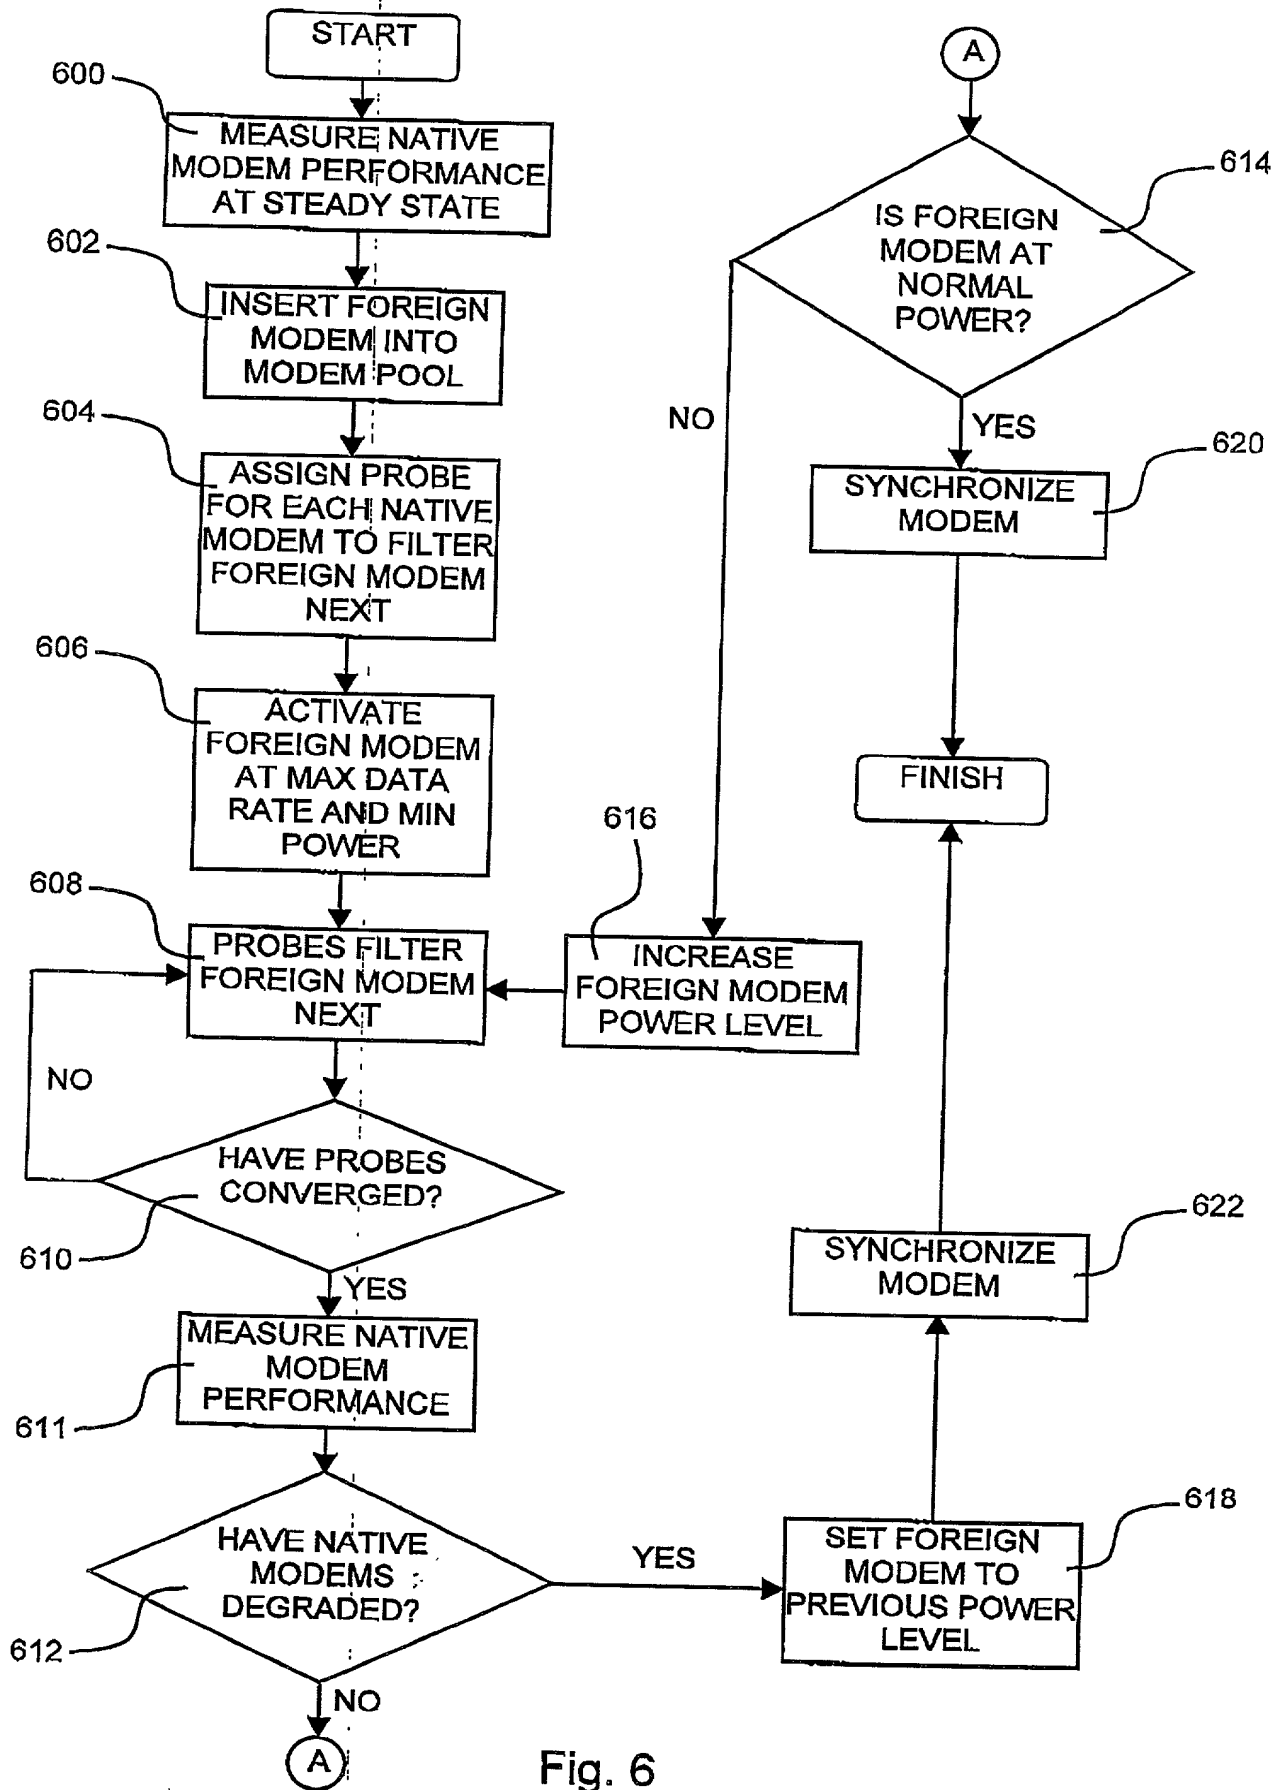 START
600
MEASURE NATIVE
MODEM PERFORMANCE
AT STEADY STATE
602
INSERT FOREIGN
MODEM INTO
MODEM POOL
604
ASSIGN PROBE
FOR EACH NATIVE
MODEM TO FILTER
FOREIGN MODEM
NEXT
606
ACTIVATE
FOREIGN MODEM
AT MAX DATA
RATE AND MIN
POWER
608
PROBES FILTER
FOREIGN MODEM
NEXT
NO
HAVE PROBES
CONVERGED?
610
YES
MEASURE NATIVE
MODEM
PERFORMANCE
611
HAVE NATIVE
MODEMS
DEGRADED?
612
YES
NO
A
A
614
IS FOREIGN
MODEM AT
NORMAL
POWER?
NO
YES
620
SYNCHRONIZE
MODEM
FINISH
616
INCREASE
FOREIGN MODEM
POWER LEVEL
622
SYNCHRONIZE
MODEM
618
SET FOREIGN
MODEM TO
PREVIOUS POWER
LEVEL
Fig. 6